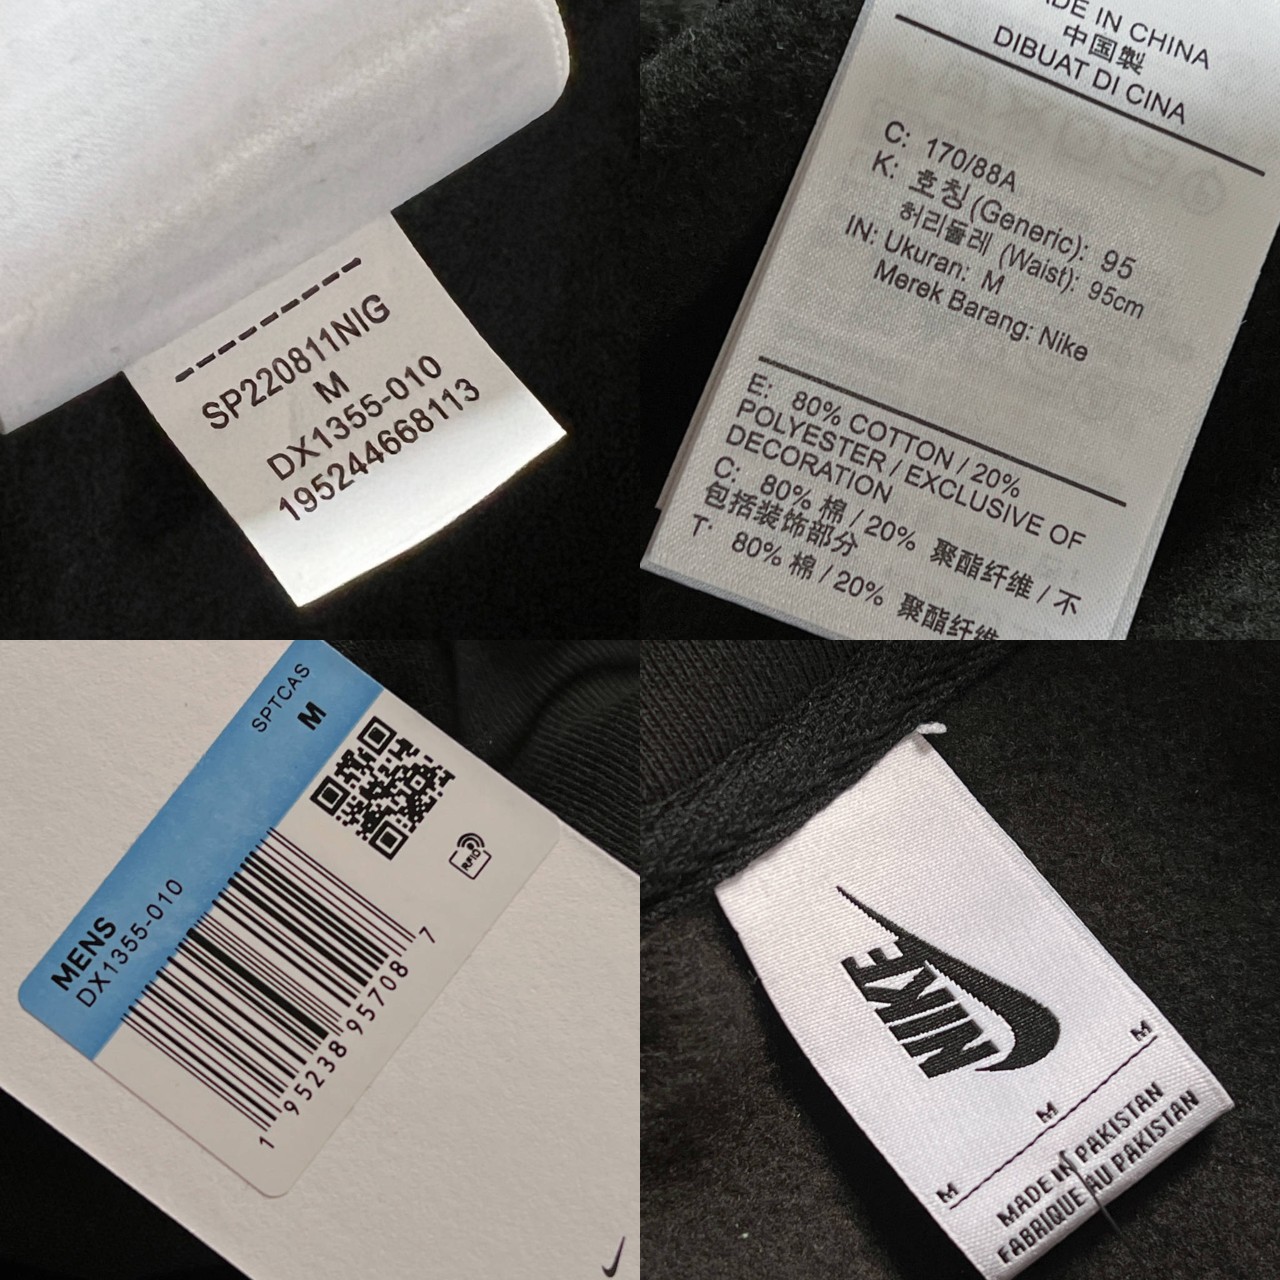 SP220811NIG
M
DX1355-010
195244668113
MADE IN CHINA
中国製
DIBUAT DI CINA
C: 170/88A
K: 호칭(Generic): 95
허리둘레 (Waist): 95cm
IN: Ukuran: M
Merek Barang: Nike
E: 80% COTTON / 20%
POLYESTER / EXCLUSIVE OF
DECORATION
C: 80% 棉 / 20% 聚酯纤维 / 不
包括装饰部分
T: 80% 棉 / 20% 聚酯纤维
SPTCAS
M
MENS
DX1355-010
RFID
1 95238 95708 7
NIKE
M M M
MADE IN PAKISTAN
FABRIQUE AU PAKISTAN